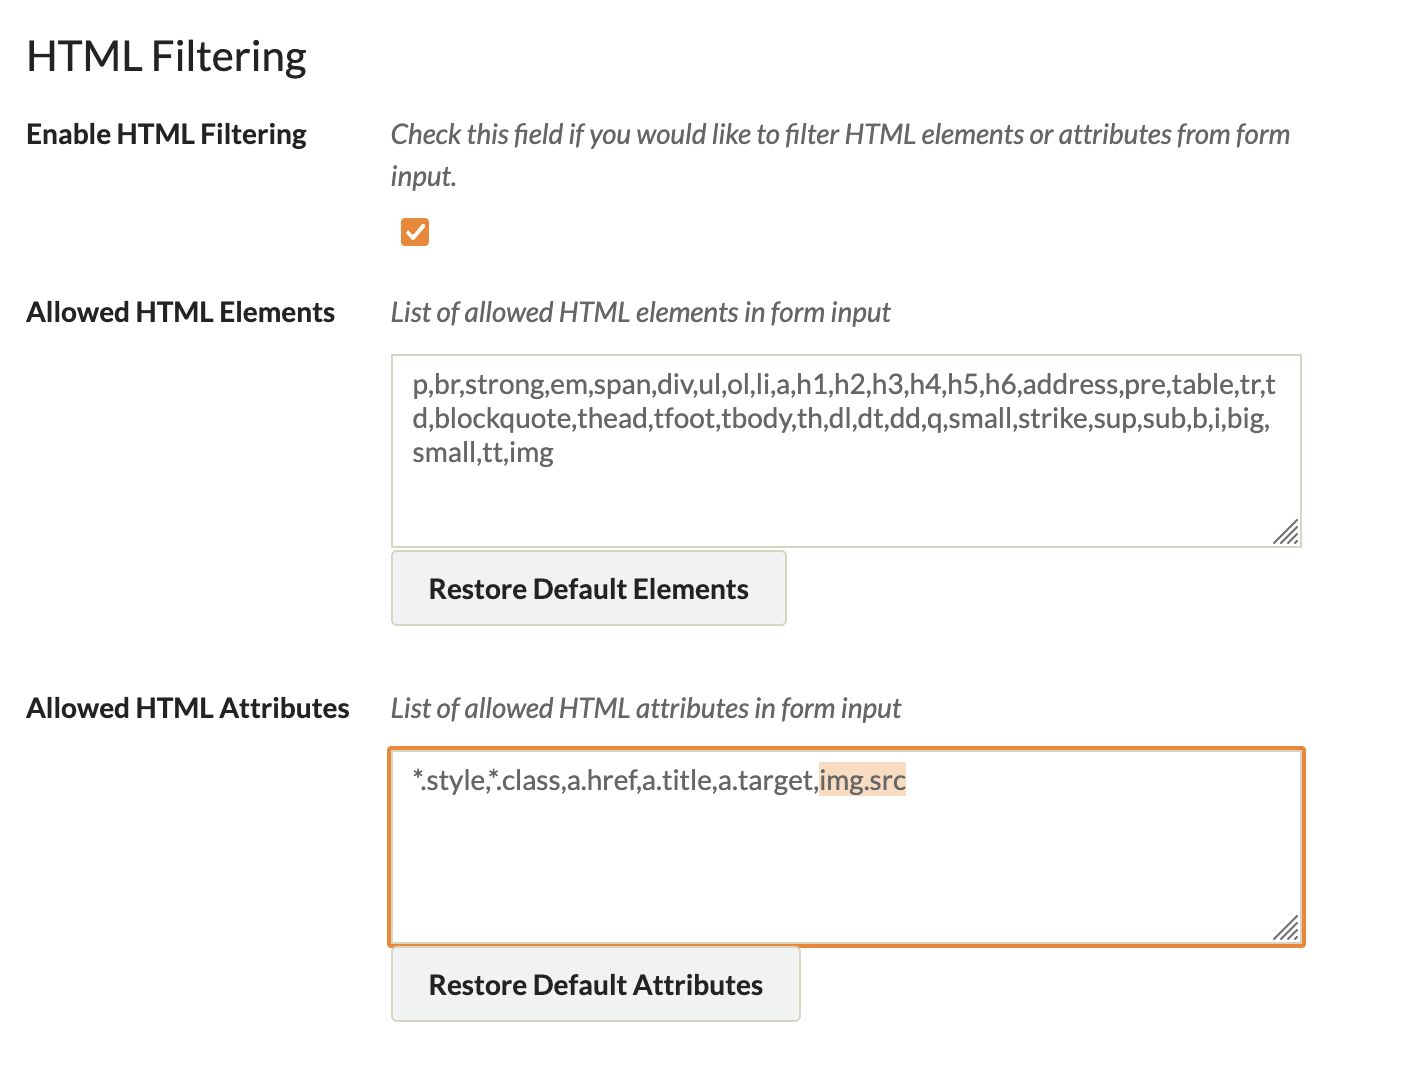 HTML Filtering
Enable HTML Filtering
Check this field if you would like to filter HTML elements or attributes from form
input.
Allowed HTML Elements
List of allowed HTML elements in form input
p,br,strong,em,span,div,ul,ol,li,a,h1,h2,h3,h4,h5,h6,address,pre,table,tr,t
d,blockquote,thead,tfoot,tbody,th,dl,dt,dd,q,small,strike,sup,sub,b,i,big,
small,tt,img
Restore Default Elements
Allowed HTML Attributes
List of allowed HTML attributes in form input
*.style,*.class,a.href,a.title,a.target,img.src
Restore Default Attributes